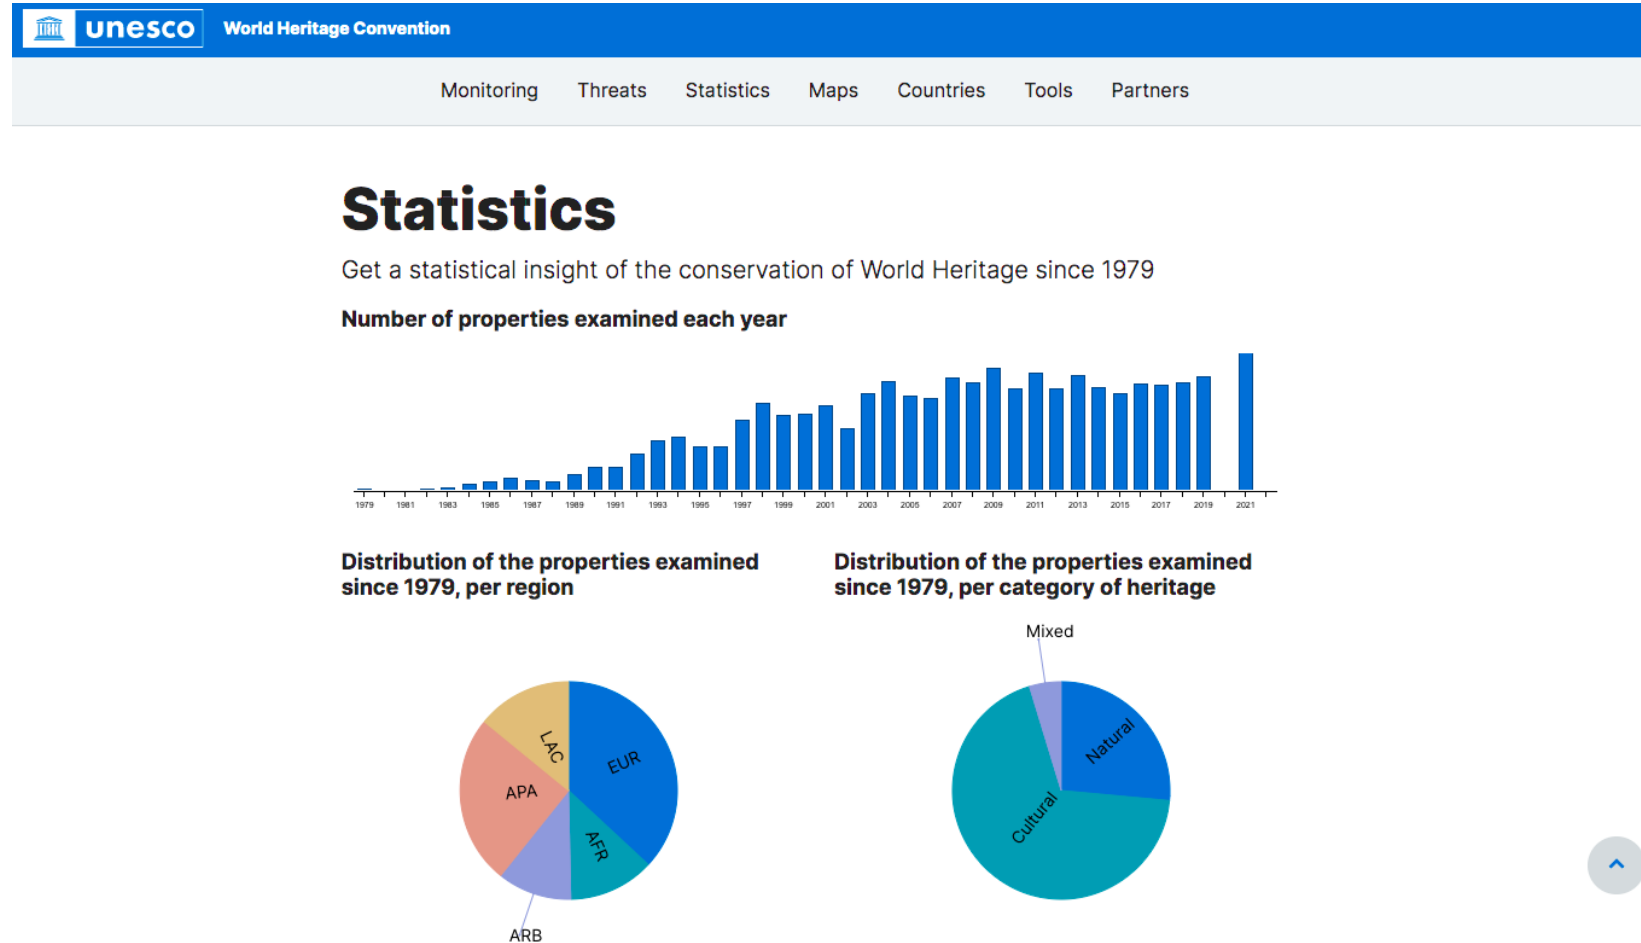 unesco World Heritage Convention
Monitoring Threats Statistics Maps Countries Tools Partners
Statistics
Get a statistical insight of the conservation of World Heritage since 1979
Number of properties examined each year
1979 1981 1983 1985 1987 1989 1991 1993 1995 1997 1999 2001 2003 2005 2007 2009 2011 2013 2015 2017 2019 2021
Distribution of the properties examined
since 1979, per region
Distribution of the properties examined
since 1979, per category of heritage
LAC
EUR
APA
AFR
ARB
Mixed
Natural
Cultural